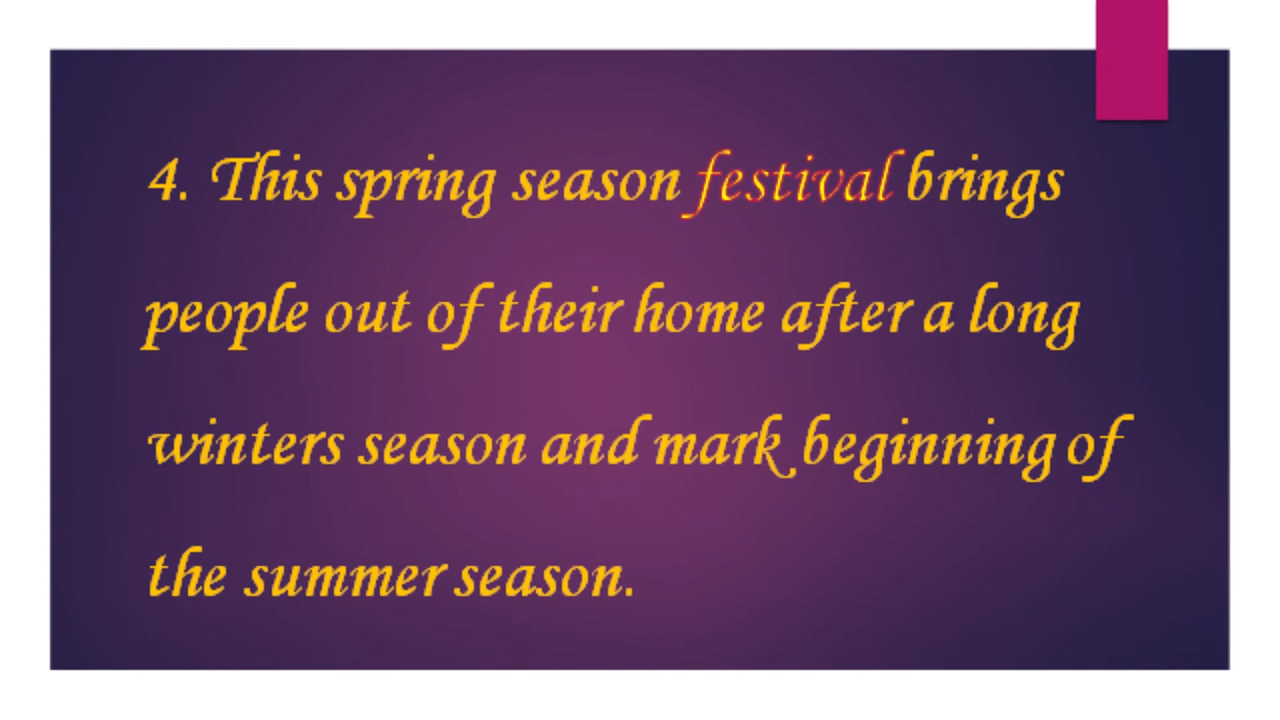 4. This spring season festival brings
people out of their home after a long
winters season and mark beginning of
the summer season.